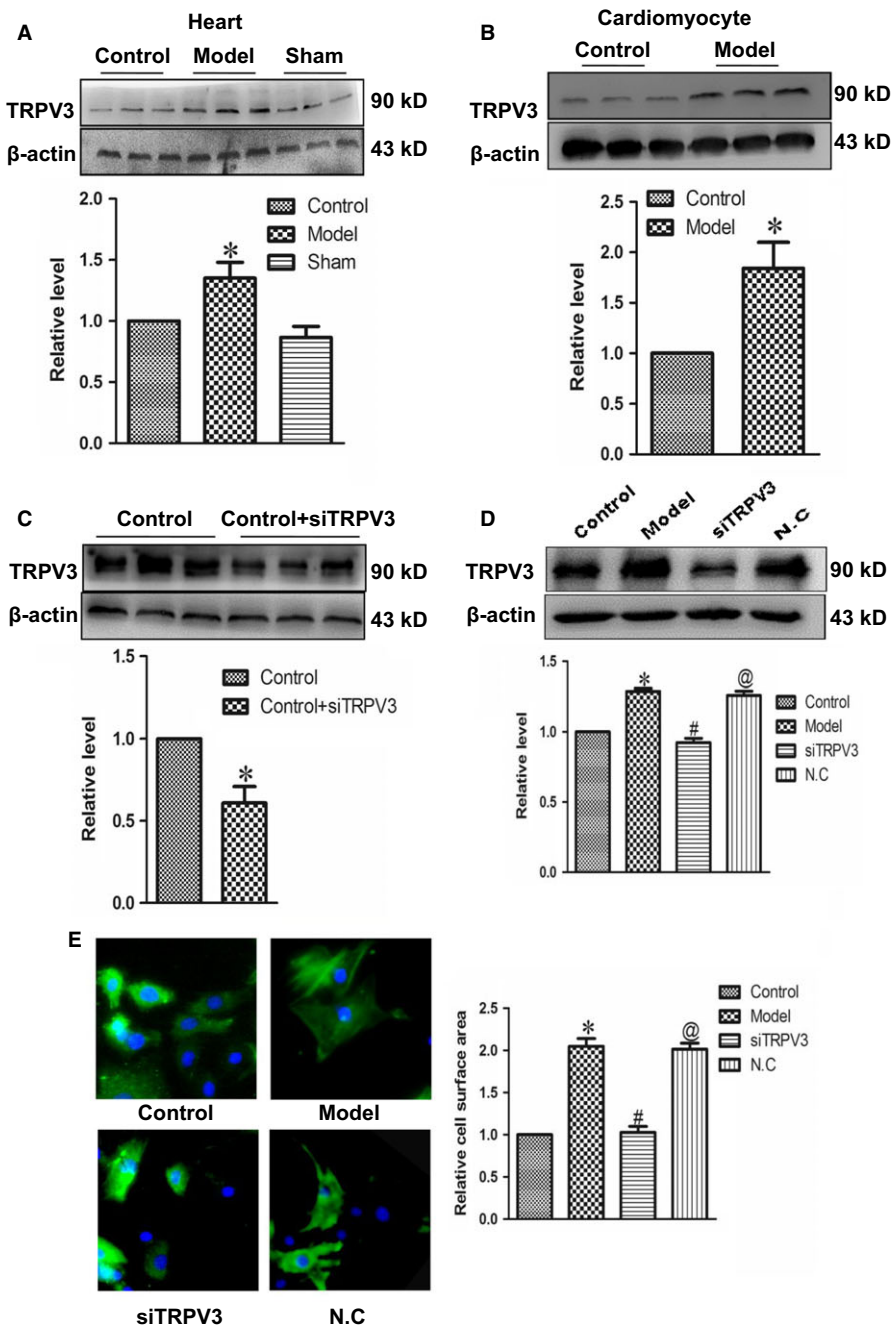 A
Heart
Control Model Sham
TRPV3
90 kD
β-actin
43 kD
2.0
1.5
1.0
0.5
0.0
Relative level
*
Control
Model
Sham
B
Cardiomyocyte
Control Model
TRPV3
90 kD
β-actin
43 kD
2.5
2.0
1.5
1.0
0.5
0.0
Relative level
*
Control
Model
C
Control Control+siTRPV3
TRPV3
90 kD
β-actin
43 kD
1.5
1.0
0.5
0.0
Relative level
*
Control
Control+siTRPV3
D
Control Model siTRPV3 N.C
TRPV3
90 kD
β-actin
43 kD
1.5
1.0
0.5
0.0
Relative level
* # @
Control
Model
siTRPV3
N.C
E
Control Model
siTRPV3 N.C
2.5
2.0
1.5
1.0
0.5
0.0
Relative cell surface area
* # @
Control
Model
siTRPV3
N.C